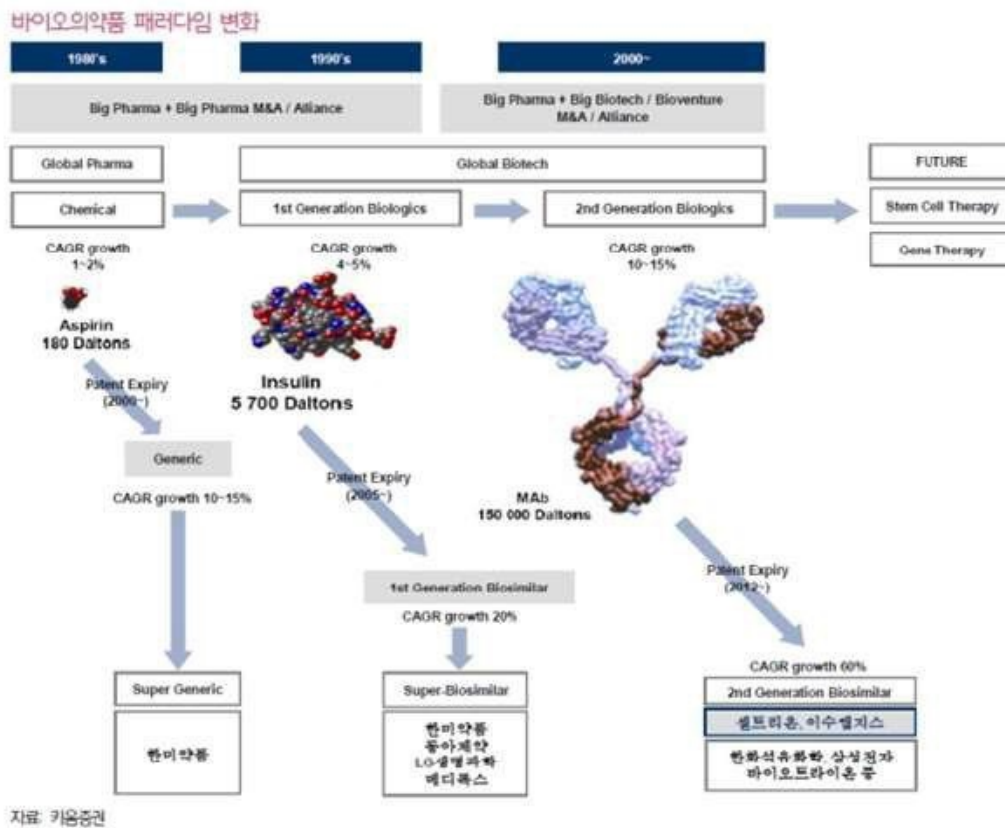 바이오의약품 패러다임 변화
1980's
1990's
2000~
Big Pharma + Big Pharma M&A / Alliance
Big Pharma + Big Biotech / Bioventure
M&A / Alliance
Global Pharma
Global Biotech
FUTURE
Chemical
1st Generation Biologics
2nd Generation Biologics
Stem Cell Therapy
Gene Therapy
CAGR growth
1~2%
CAGR growth
4~5%
CAGR growth
10~15%
Aspirin
180 Daltons
Insulin
5 700 Daltons
MAb
150 000 Daltons
Patent Expiry
(2000~)
Generic
CAGR growth 10~15%
Patent Expiry
(2005~)
1st Generation Biosimilar
CAGR growth 20%
Patent Expiry
(2012~)
CAGR growth 60%
Super Generic
한미약품
Super-Biosimilar
한미약품
동아제약
LG생명과학
메디톡스
2nd Generation Biosimilar
셀트리온, 이수앱지스
한화석유화학, 삼성전자
바이오트라이온 등
자료: 키움증권